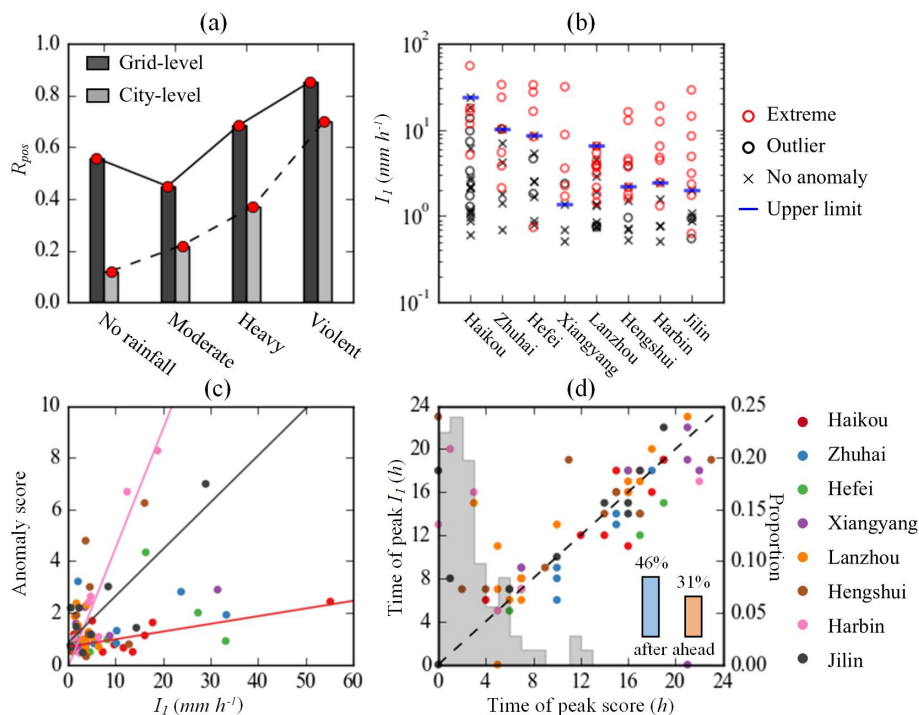 (a)
1.0
0.8
0.6
0.4
0.2
0.0
R_pos
Grid-level
City-level
No rainfall
Moderate
Heavy
Violent
(b)
10²
10¹
10⁰
10⁻¹
I₁ (mm h⁻¹)
Haikou
Zhuhai
Hefei
Xiangyang
Lanzhou
Hengshui
Harbin
Jilin
Extreme
Outlier
No anomaly
Upper limit
(c)
10
8
6
4
2
0
Anomaly score
0 10 20 30 40 50 60
I₁ (mm h⁻¹)
(d)
24
20
16
12
8
4
0
Time of peak I₁ (h)
0.25
0.20
0.15
0.10
0.05
0.00
Proportion
46%
31%
after ahead
0 4 8 12 16 20 24
Time of peak score (h)
Haikou
Zhuhai
Hefei
Xiangyang
Lanzhou
Hengshui
Harbin
Jilin